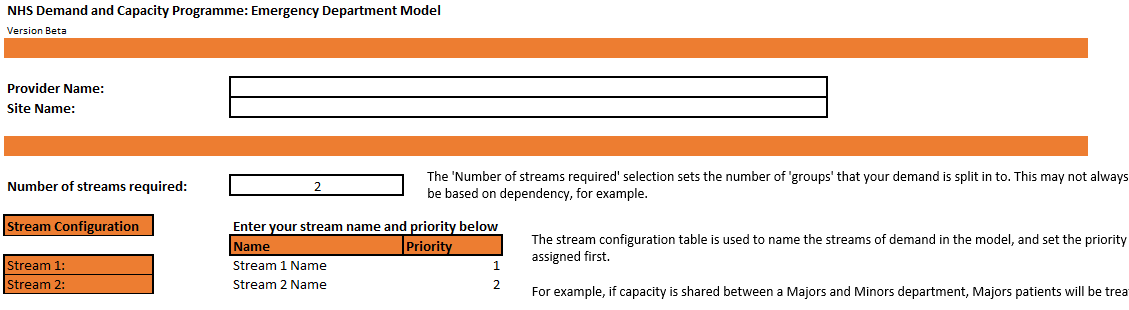 NHS Demand and Capacity Programme: Emergency Department Model
Version Beta
Provider Name:
Site Name:
Number of streams required:
2
The 'Number of streams required' selection sets the number of 'groups' that your demand is split in to. This may not always
be based on dependency, for example.
Stream Configuration
Enter your stream name and priority below
Name Priority
Stream 1: Stream 1 Name 1
Stream 2: Stream 2 Name 2
The stream configuration table is used to name the streams of demand in the model, and set the priority
assigned first.
For example, if capacity is shared between a Majors and Minors department, Majors patients will be